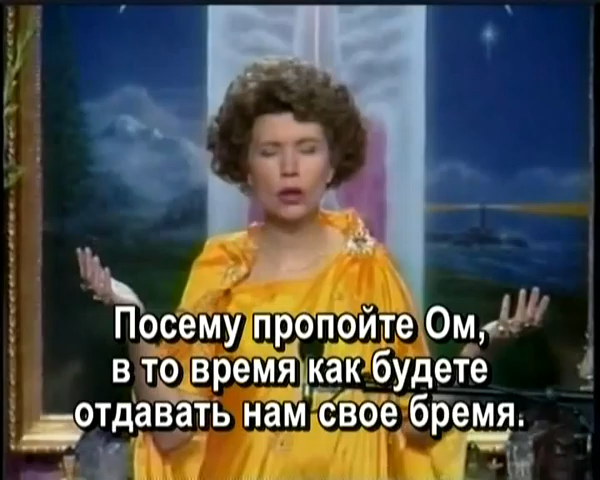 Посему пропойте Ом,
в то время как будете
отдавать нам свое бремя.